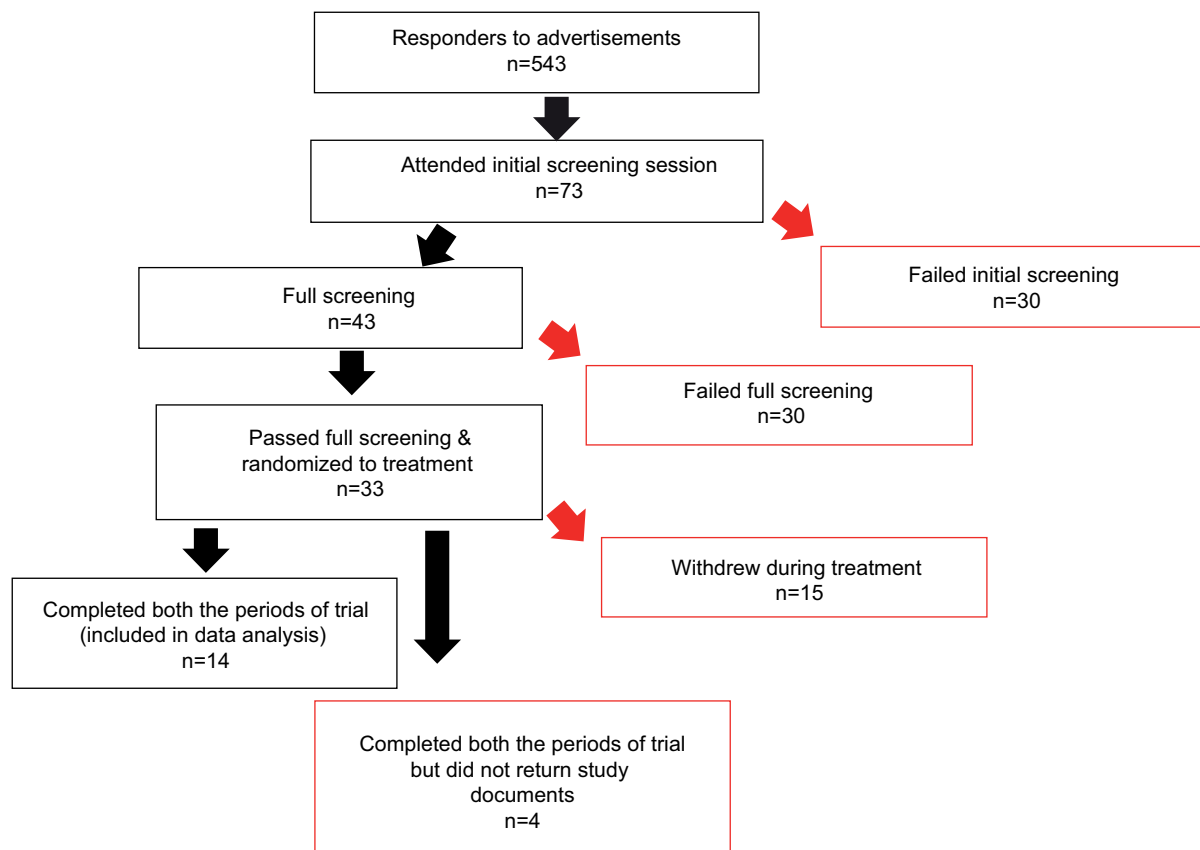 Responders to advertisements
n=543
Attended initial screening session
n=73
Failed initial screening
n=30
Full screening
n=43
Failed full screening
n=30
Passed full screening &
randomized to treatment
n=33
Withdrew during treatment
n=15
Completed both the periods of trial
(included in data analysis)
n=14
Completed both the periods of trial
but did not return study
documents
n=4